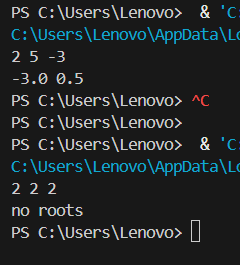 PS C:\Users\Lenovo>  & 'C:
C:\Users\Lenovo\AppData\Lo
2 5 -3
-3.0 0.5
PS C:\Users\Lenovo> ^C
PS C:\Users\Lenovo>
PS C:\Users\Lenovo>  & 'C:
C:\Users\Lenovo\AppData\Lo
2 2 2
no roots
PS C:\Users\Lenovo>